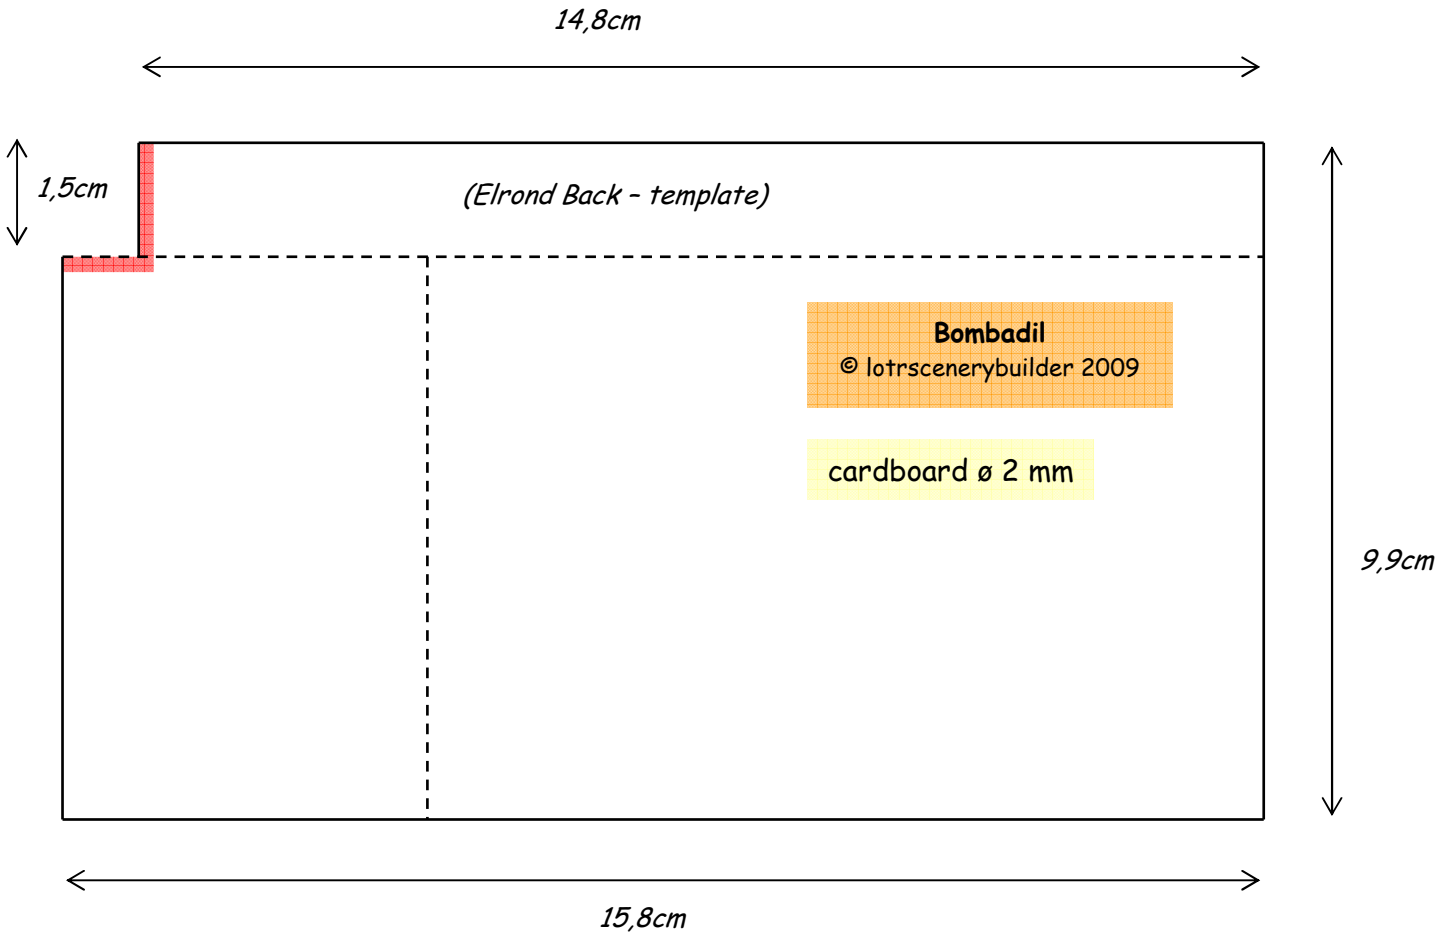 14,8cm
1,5cm
(Elrond Back – template)
Bombadil
© lotrscenerybuilder 2009
cardboard ø 2 mm
9,9cm
15,8cm